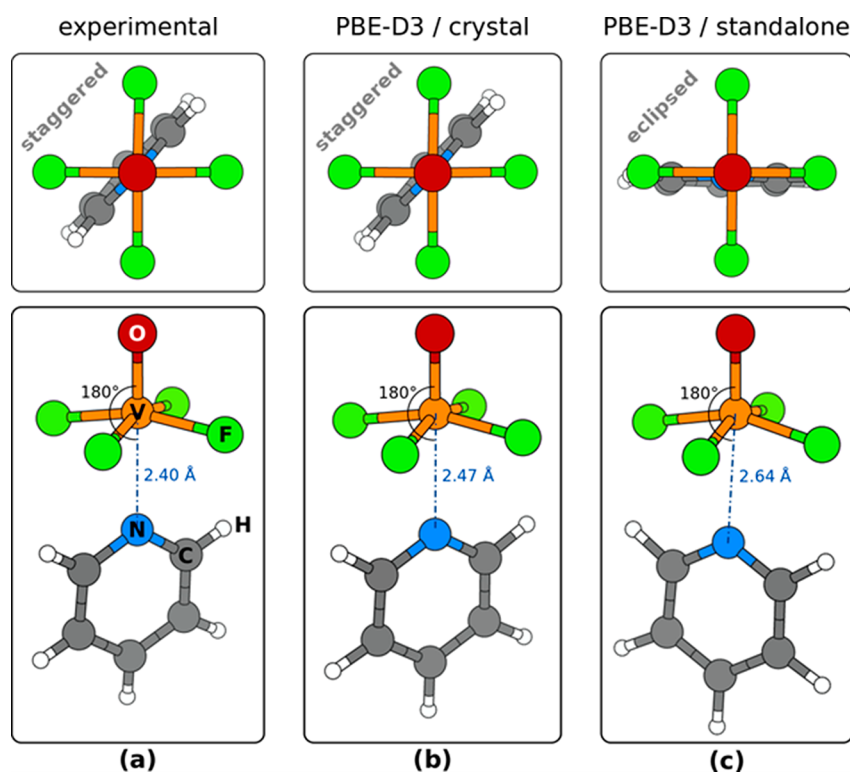 experimental PBE-D3 / crystal PBE-D3 / standalone
staggered staggered eclipsed
O
180° 180° 180°
V
F
2.40 Å 2.47 Å 2.64 Å
N H
C
(a) (b) (c)